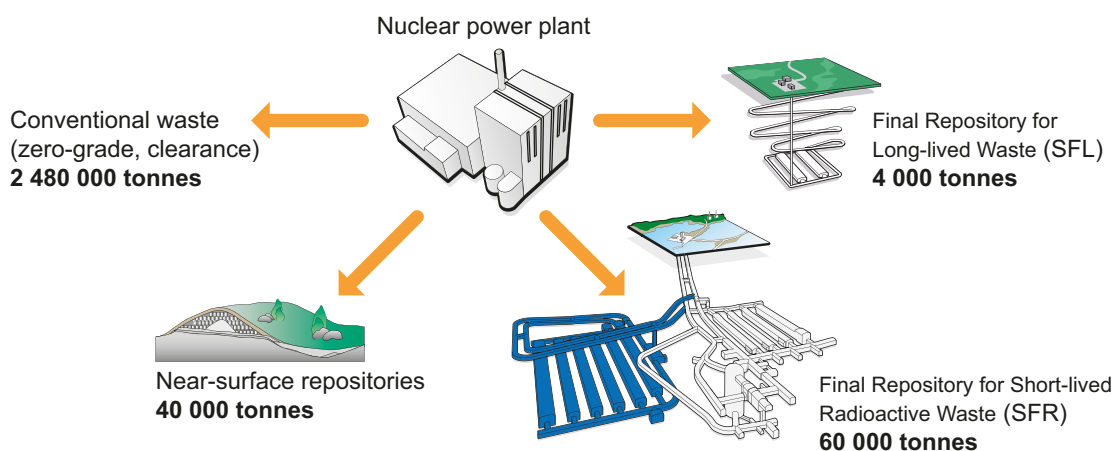 Nuclear power plant
Conventional waste
(zero-grade, clearance)
2 480 000 tonnes
Final Repository for
Long-lived Waste (SFL)
4 000 tonnes
Near-surface repositories
40 000 tonnes
Final Repository for Short-lived
Radioactive Waste (SFR)
60 000 tonnes